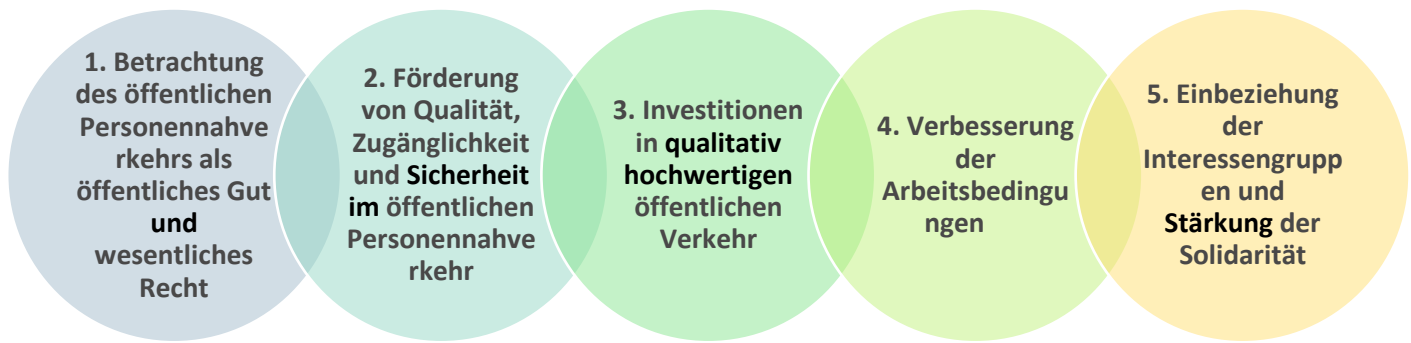 1. Betrachtung
des öffentlichen
Personennahve
rkehrs als
öffentliches Gut
und
wesentliches
Recht
2. Förderung
von Qualität,
Zugänglichkeit
und Sicherheit
im öffentlichen
Personennahve
rkehr
3. Investitionen
in qualitativ
hochwertigen
öffentlichen
Verkehr
4. Verbesserung
der
Arbeitsbedingu
ngen
5. Einbeziehung
der
Interessengrupp
en und
Stärkung der
Solidarität